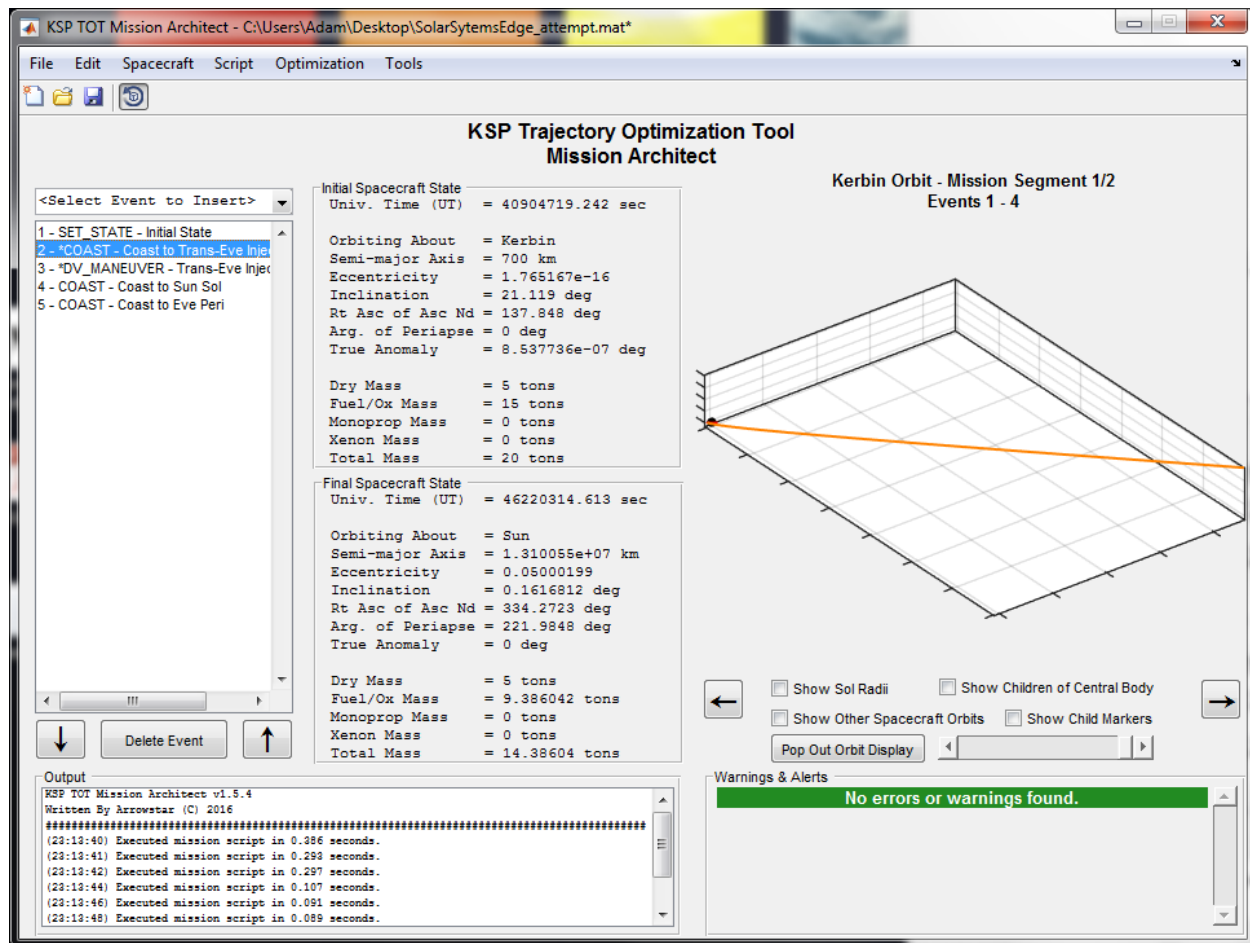 KSP TOT Mission Architect - C:\Users\Adam\Desktop\SolarSytemsEdge_attempt.mat*
File Edit Spacecraft Script Optimization Tools
KSP Trajectory Optimization Tool
Mission Architect
<Select Event to Insert>
1 - SET_STATE - Initial State
2 - *COAST - Coast to Trans-Eve Injec
3 - *DV_MANEUVER - Trans-Eve Injec
4 - COAST - Coast to Sun Sol
5 - COAST - Coast to Eve Peri
Delete Event
Initial Spacecraft State
Univ. Time (UT) = 40904719.242 sec
Orbiting About = Kerbin
Semi-major Axis = 700 km
Eccentricity = 1.765167e-16
Inclination = 21.119 deg
Rt Asc of Asc Nd = 137.848 deg
Arg. of Periapse = 0 deg
True Anomaly = 8.537736e-07 deg
Dry Mass = 5 tons
Fuel/Ox Mass = 15 tons
Monoprop Mass = 0 tons
Xenon Mass = 0 tons
Total Mass = 20 tons
Final Spacecraft State
Univ. Time (UT) = 46220314.613 sec
Orbiting About = Sun
Semi-major Axis = 1.310055e+07 km
Eccentricity = 0.05000199
Inclination = 0.1616812 deg
Rt Asc of Asc Nd = 334.2723 deg
Arg. of Periapse = 221.9848 deg
True Anomaly = 0 deg
Dry Mass = 5 tons
Fuel/Ox Mass = 9.386042 tons
Monoprop Mass = 0 tons
Xenon Mass = 0 tons
Total Mass = 14.38604 tons
Kerbin Orbit - Mission Segment 1/2
Events 1 - 4
Show Sol Radii
Show Children of Central Body
Show Other Spacecraft Orbits
Show Child Markers
Pop Out Orbit Display
Output
KSP TOT Mission Architect v1.5.4
Written By Arrowstar (C) 2016
###############################################################################################
(23:13:40) Executed mission script in 0.386 seconds.
(23:13:41) Executed mission script in 0.293 seconds.
(23:13:42) Executed mission script in 0.297 seconds.
(23:13:44) Executed mission script in 0.107 seconds.
(23:13:46) Executed mission script in 0.091 seconds.
(23:13:48) Executed mission script in 0.089 seconds.
Warnings & Alerts
No errors or warnings found.